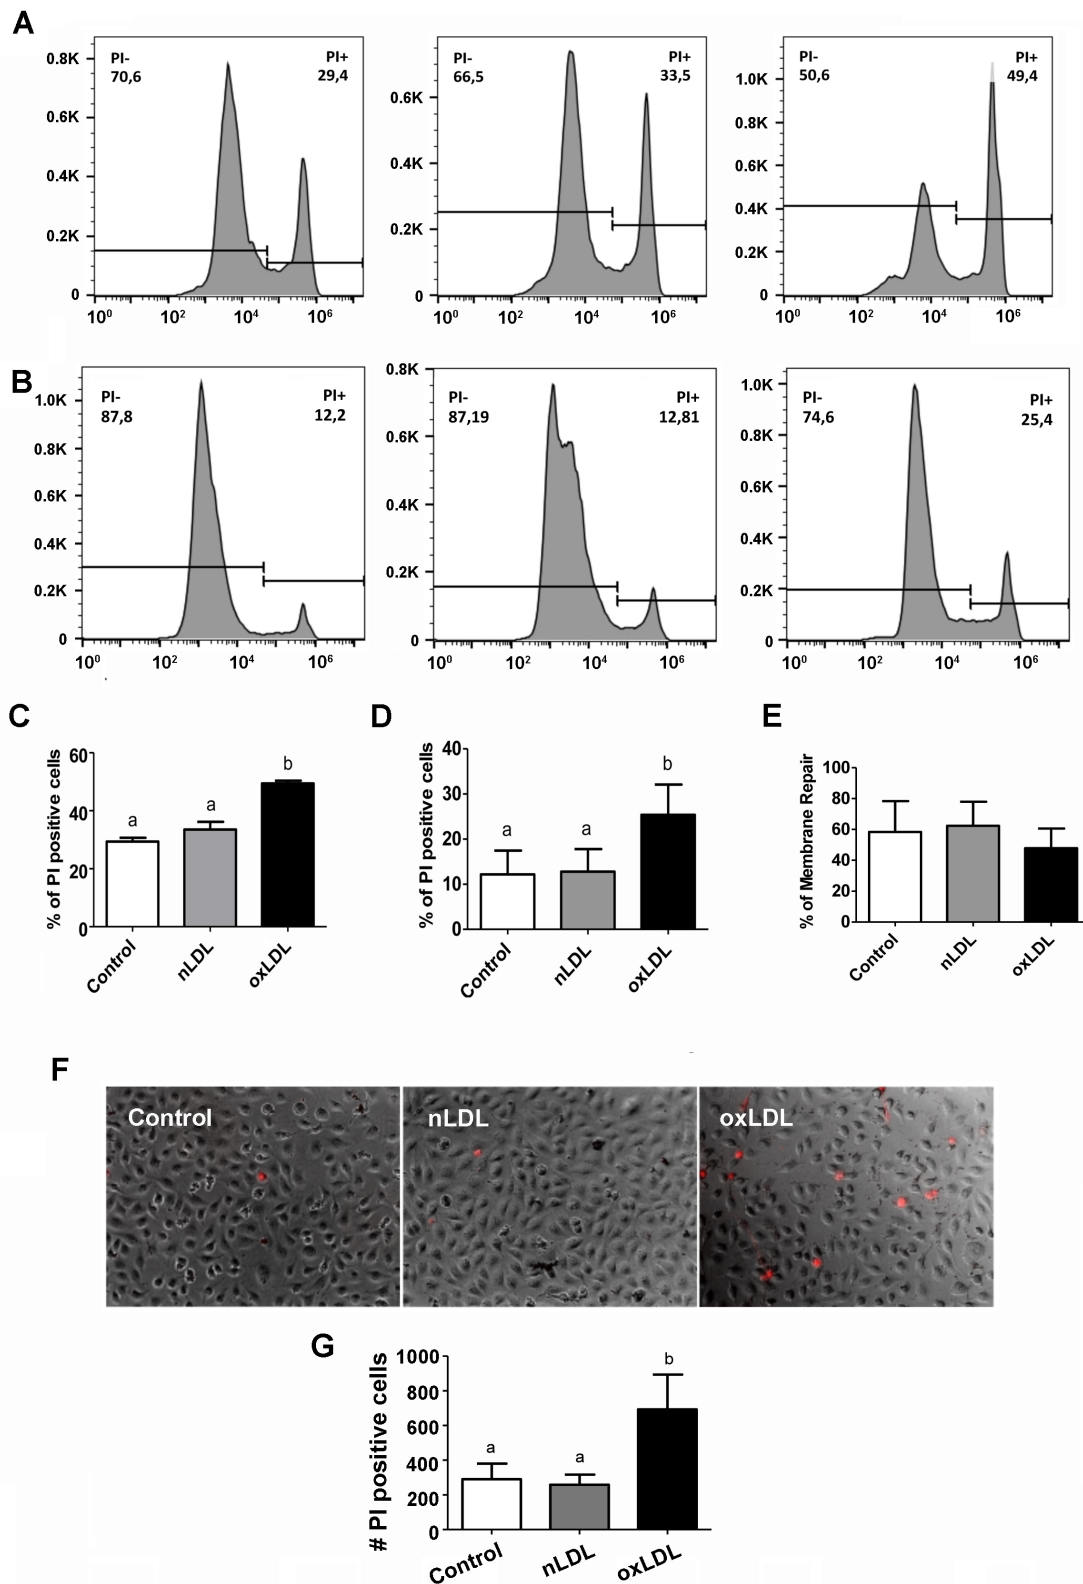 A
PI-
70,6
PI+
29,4
0.8K
0.6K
0.4K
0.2K
0
10⁰ 10² 10⁴ 10⁶
PI-
66,5
PI+
33,5
0.6K
0.4K
0.2K
0
10⁰ 10² 10⁴ 10⁶
PI-
50,6
PI+
49,4
1.0K
0.8K
0.6K
0.4K
0.2K
0
10⁰ 10² 10⁴ 10⁶
B
PI-
87,8
PI+
12,2
1.0K
0.8K
0.6K
0.4K
0.2K
0
10⁰ 10² 10⁴ 10⁶
PI-
87,19
PI+
12,81
0.8K
0.6K
0.4K
0.2K
0
10⁰ 10² 10⁴ 10⁶
PI-
74,6
PI+
25,4
1.0K
0.8K
0.6K
0.4K
0.2K
0
10⁰ 10² 10⁴ 10⁶
C
% of PI positive cells
60
40
20
0
a
a
b
Control
nLDL
oxLDL
D
% of PI positive cells
40
30
20
10
0
a
a
b
Control
nLDL
oxLDL
E
% of Membrane Repair
100
80
60
40
20
0
Control
nLDL
oxLDL
F
Control
nLDL
oxLDL
G
# PI positive cells
1000
800
600
400
200
0
a
a
b
Control
nLDL
oxLDL